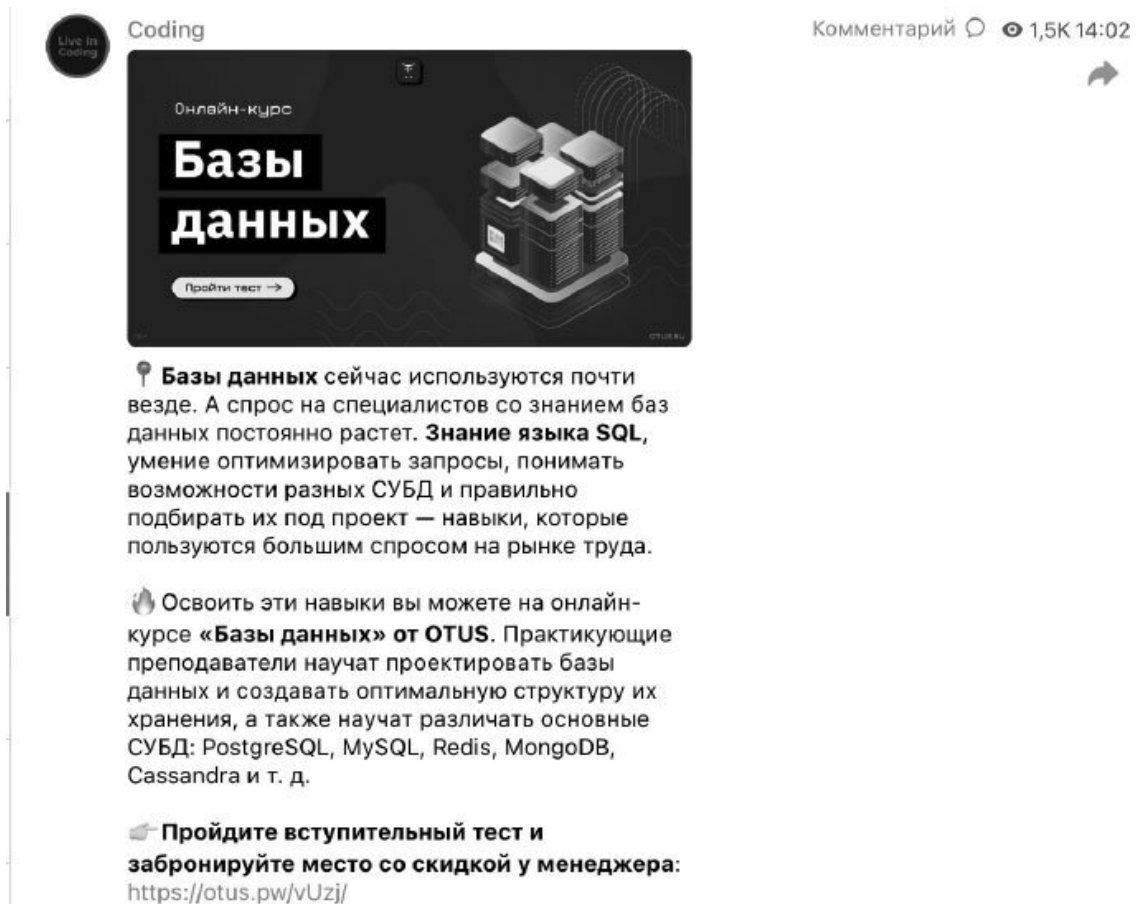 Live In
Coding
Coding
Комментарий 1,5K 14:02
Онлайн-курс
Базы
данных
Пройти тест →
OTUS.RU
Базы данных сейчас используются почти
везде. А спрос на специалистов со знанием баз
данных постоянно растет. Знание языка SQL,
умение оптимизировать запросы, понимать
возможности разных СУБД и правильно
подбирать их под проект — навыки, которые
пользуются большим спросом на рынке труда.
Освоить эти навыки вы можете на онлайн-
курсе «Базы данных» от OTUS. Практикующие
преподаватели научат проектировать базы
данных и создавать оптимальную структуру их
хранения, а также научат различать основные
СУБД: PostgreSQL, MySQL, Redis, MongoDB,
Cassandra и т. д.
Пройдите вступительный тест и
забронируйте место со скидкой у менеджера:
https://otus.pw/vUzj/